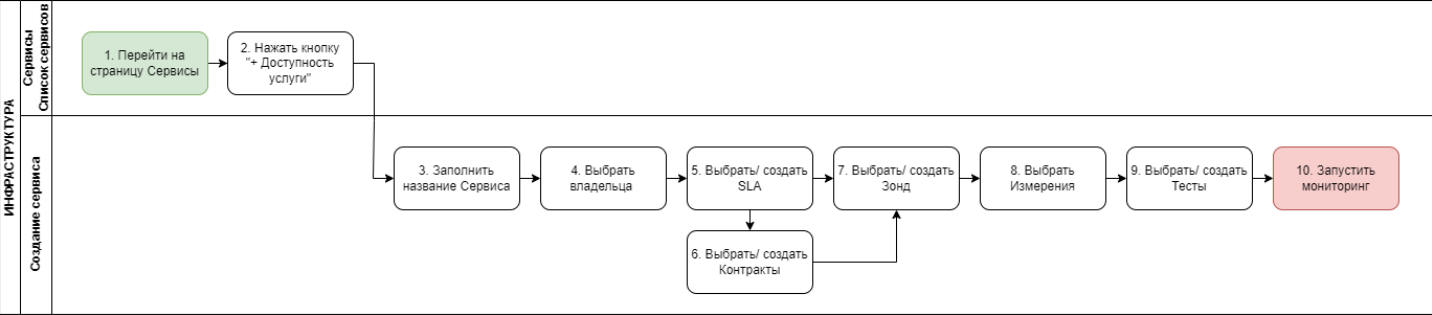 ИНФРАСТРУКТУРА
Сервисы
Список сервисов
1. Перейти на
страницу Сервисы
2. Нажать кнопку
"+ Доступность
услуги"
Создание сервиса
3. Заполнить
название Сервиса
4. Выбрать
владельца
5. Выбрать/ создать
SLA
6. Выбрать/ создать
Контракты
7. Выбрать/ создать
Зонд
8. Выбрать
Измерения
9. Выбрать/ создать
Тесты
10. Запустить
мониторинг